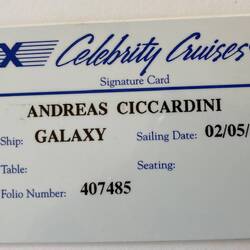 X Celebrity Cruises
Signature Card
ANDREAS CICCARDINI
Ship: GALAXY Sailing Date: 02/05/
Table: Seating:
Folio Number: 407485